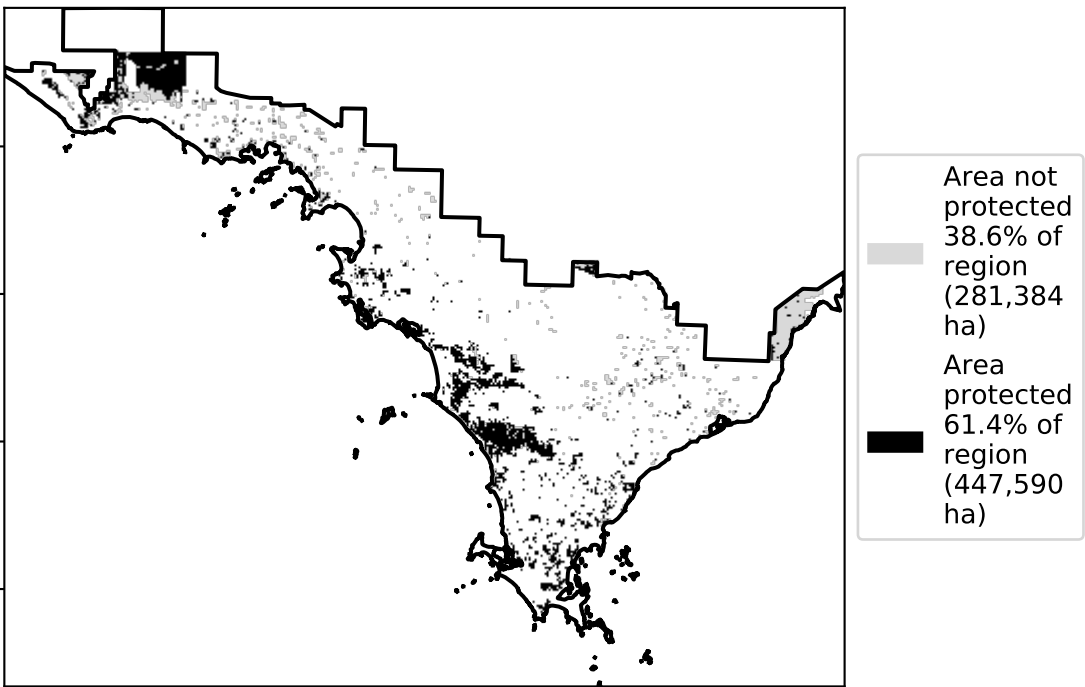 Area not
protected
38.6% of
region
(281,384
ha)
Area
protected
61.4% of
region
(447,590
ha)